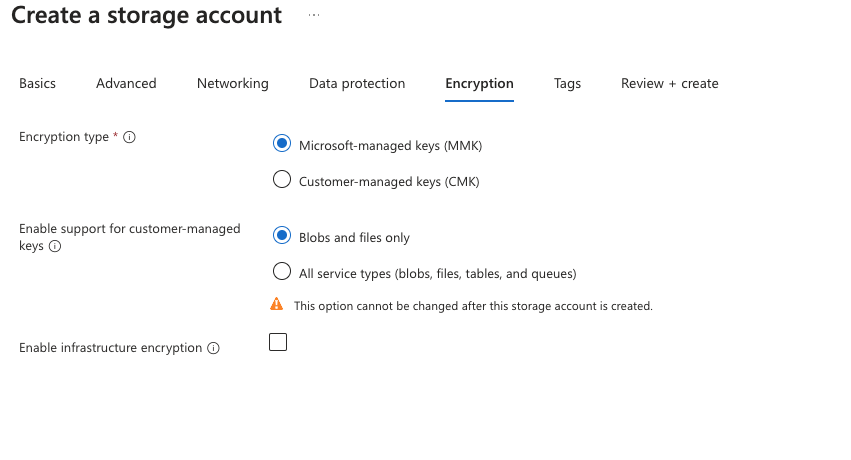 Create a storage account ...
Basics Advanced Networking Data protection Encryption Tags Review + create
Encryption type *
Microsoft-managed keys (MMK)
Customer-managed keys (CMK)
Enable support for customer-managed
keys
Blobs and files only
All service types (blobs, files, tables, and queues)
This option cannot be changed after this storage account is created.
Enable infrastructure encryption